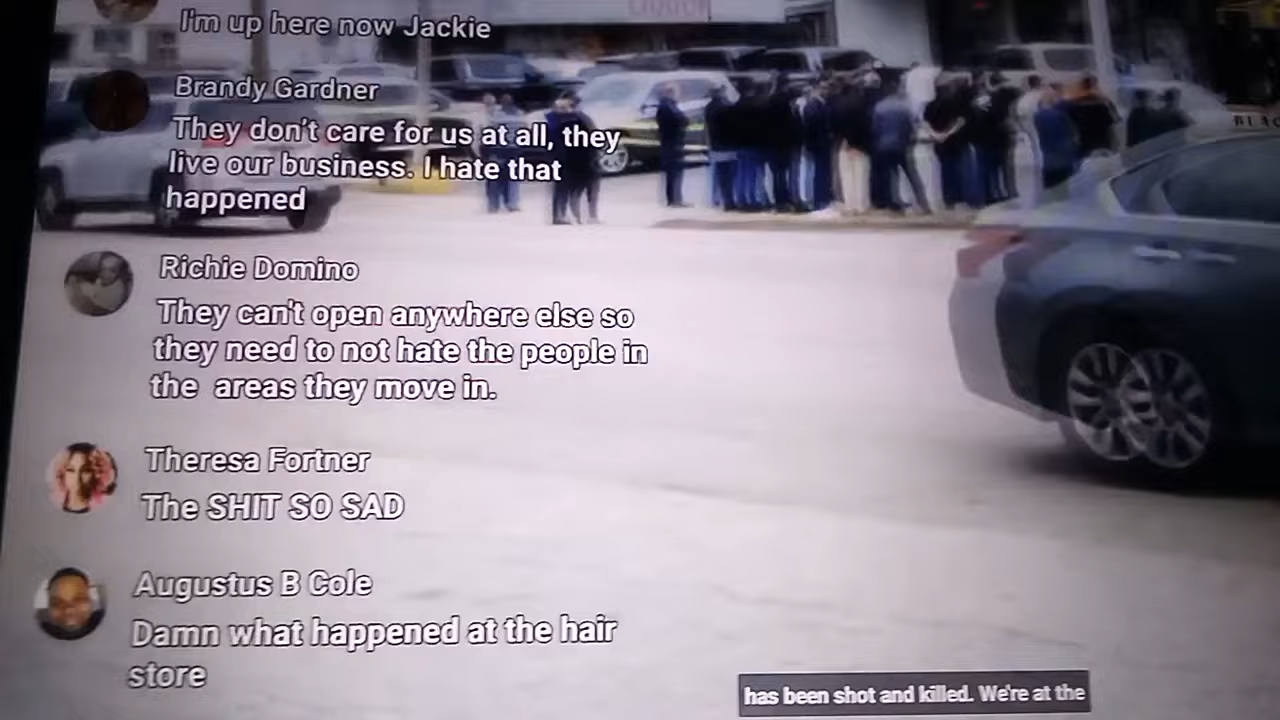 LIQUOR
I'm up here now Jackie
Brandy Gardner
They don't care for us at all, they
live our business. I hate that
happened
Richie Domino
They can't open anywhere else so
they need to not hate the people in
the areas they move in.
Theresa Fortner
The SHIT SO SAD
Augustus B Cole
Damn what happened at the hair
store
has been shot and killed. We're at the